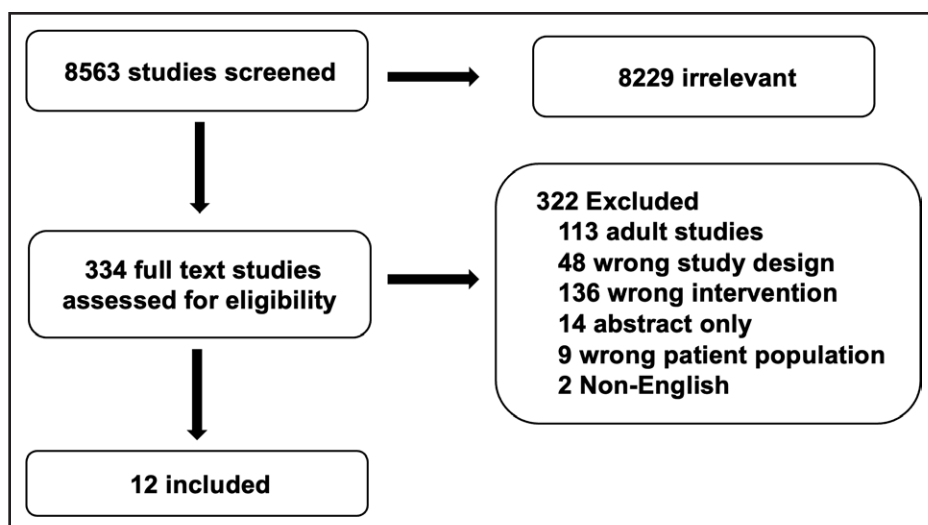 8563 studies screened
8229 irrelevant
334 full text studies
assessed for eligibility
322 Excluded
113 adult studies
48 wrong study design
136 wrong intervention
14 abstract only
9 wrong patient population
2 Non-English
12 included